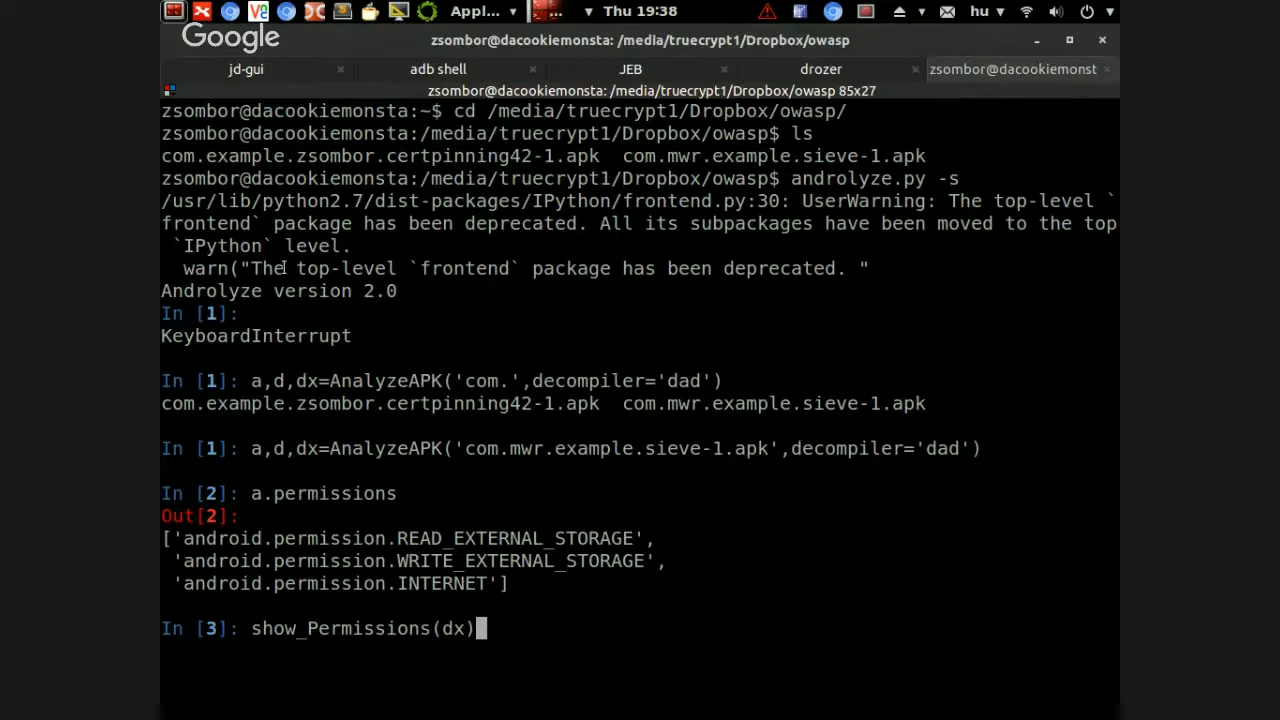 Appl... ▾ ... ▾ Thu 19:38 hu ▾
Google
zsombor@dacookiemonsta: /media/truecrypt1/Dropbox/owasp
jd-gui × adb shell × JEB × drozer × zsombor@dacookiemonst ×
zsombor@dacookiemonsta: /media/truecrypt1/Dropbox/owasp 85x27
zsombor@dacookiemonsta:~$ cd /media/truecrypt1/Dropbox/owasp/
zsombor@dacookiemonsta:/media/truecrypt1/Dropbox/owasp$ ls
com.example.zsombor.certpinning42-1.apk  com.mwr.example.sieve-1.apk
zsombor@dacookiemonsta:/media/truecrypt1/Dropbox/owasp$ androlyze.py -s
/usr/lib/python2.7/dist-packages/IPython/frontend.py:30: UserWarning: The top-level `
frontend` package has been deprecated. All its subpackages have been moved to the top
`IPython` level.
warn("The top-level `frontend` package has been deprecated. "
Androlyze version 2.0
In [1]:
KeyboardInterrupt
In [1]: a,d,dx=AnalyzeAPK('com.',decompiler='dad')
com.example.zsombor.certpinning42-1.apk  com.mwr.example.sieve-1.apk
In [1]: a,d,dx=AnalyzeAPK('com.mwr.example.sieve-1.apk',decompiler='dad')
In [2]: a.permissions
Out[2]:
['android.permission.READ_EXTERNAL_STORAGE',
'android.permission.WRITE_EXTERNAL_STORAGE',
'android.permission.INTERNET']
In [3]: show_Permissions(dx)